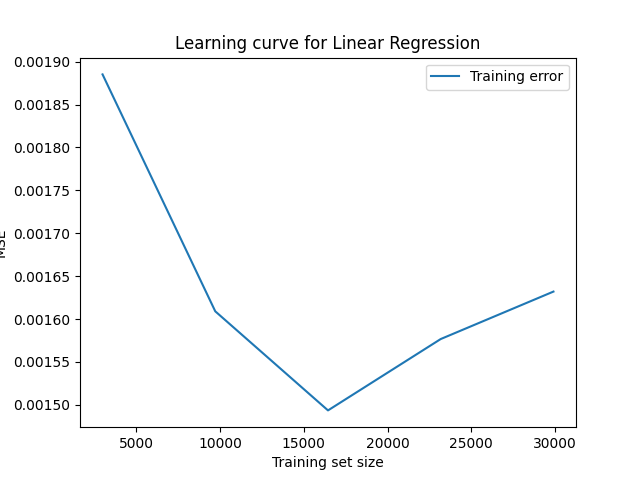 Learning curve for Linear Regression
Training error
0.00190
0.00185
0.00180
0.00175
0.00170
0.00165
0.00160
0.00155
0.00150
MSE
5000 10000 15000 20000 25000 30000
Training set size